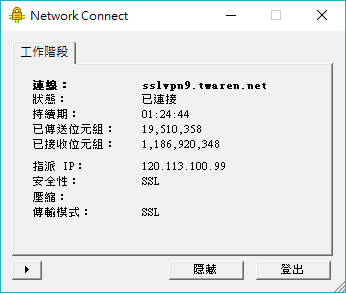 Network Connect
工作階段
連線： sslvpn9.twaren.net
狀態： 已連接
持續期： 01:24:44
已傳送位元組： 19,510,358
已接收位元組： 1,186,920,348
指派 IP： 120.113.100.99
安全性： SSL
壓縮：
傳輸模式： SSL
隱藏 登出